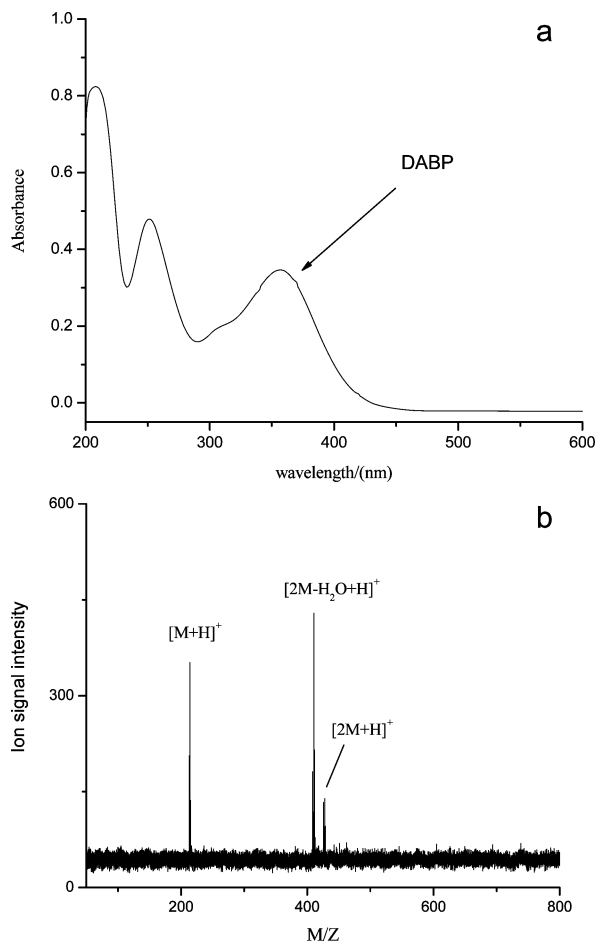 a
1.0
0.8
0.6
0.4
0.2
0.0
Absorbance
DABP
200 300 400 500 600
wavelength/(nm)
b
600
300
0
Ion signal intensity
[2M-H₂O+H]⁺
[M+H]⁺
[2M+H]⁺
200 400 600 800
M/Z